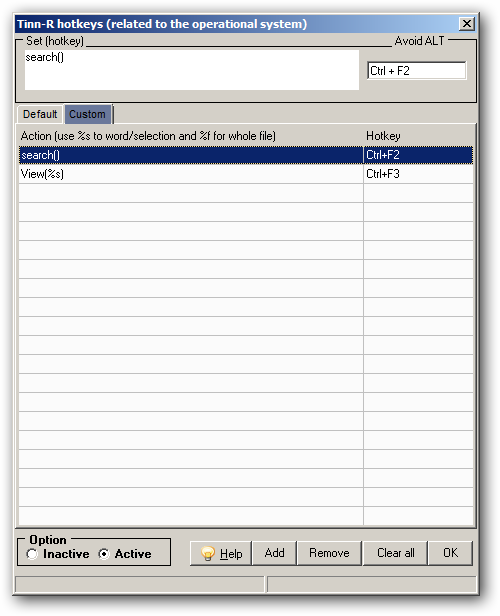 Tinn-R hotkeys (related to the operational system)
Set (hotkey) Avoid ALT
search()
Ctrl + F2
Default Custom
Action (use %s to word/selection and %f for whole file) Hotkey
search() Ctrl+F2
View(%s) Ctrl+F3
Option
Inactive Active Help Add Remove Clear all OK